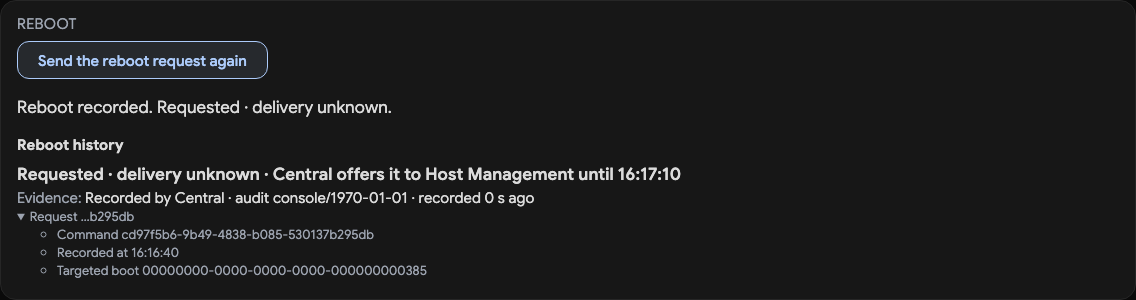 REBOOT
Send the reboot request again
Reboot recorded. Requested · delivery unknown.
Reboot history
Requested · delivery unknown · Central offers it to Host Management until 16:17:10
Evidence: Recorded by Central · audit console/1970-01-01 · recorded 0 s ago
▼ Request …b295db
Command cd97f5b6-9b49-4838-b085-530137b295db
Recorded at 16:16:40
Targeted boot 00000000-0000-0000-0000-000000000385